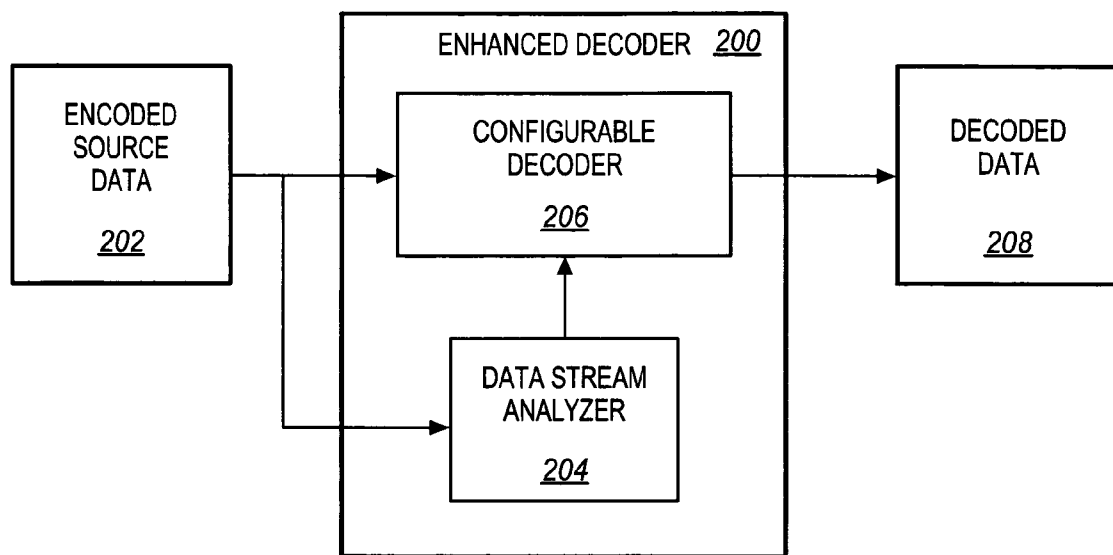 ENHANCED DECODER 200
ENCODED
SOURCE
DATA
202
CONFIGURABLE
DECODER
206
DECODED
DATA
208
DATA STREAM
ANALYZER
204